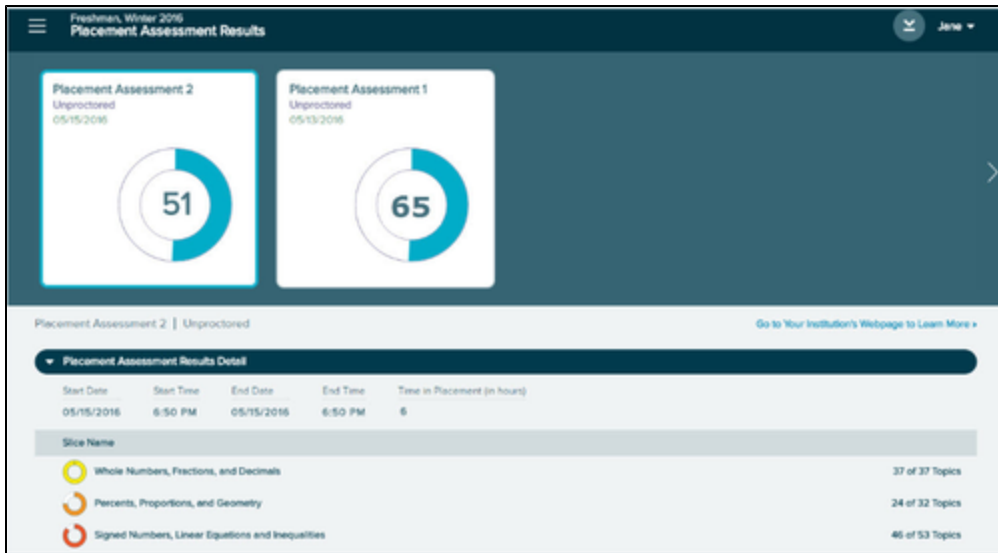 Freshmen, Winter 2016
Placement Assessment Results
Jane
Placement Assessment 2
Unproctored
05/15/2016
51
Placement Assessment 1
Unproctored
05/13/2016
65
Placement Assessment 2 | Unproctored
Go to Your Institution's Webpage to Learn More »
Placement Assessment Results Detail
Start Date Start Time End Date End Time Time in Placement (in hours)
05/15/2016 6:50 PM 05/15/2016 6:50 PM 6
Slice Name
Whole Numbers, Fractions, and Decimals 37 of 37 Topics
Percents, Proportions, and Geometry 24 of 32 Topics
Signed Numbers, Linear Equations and Inequalities 46 of 53 Topics